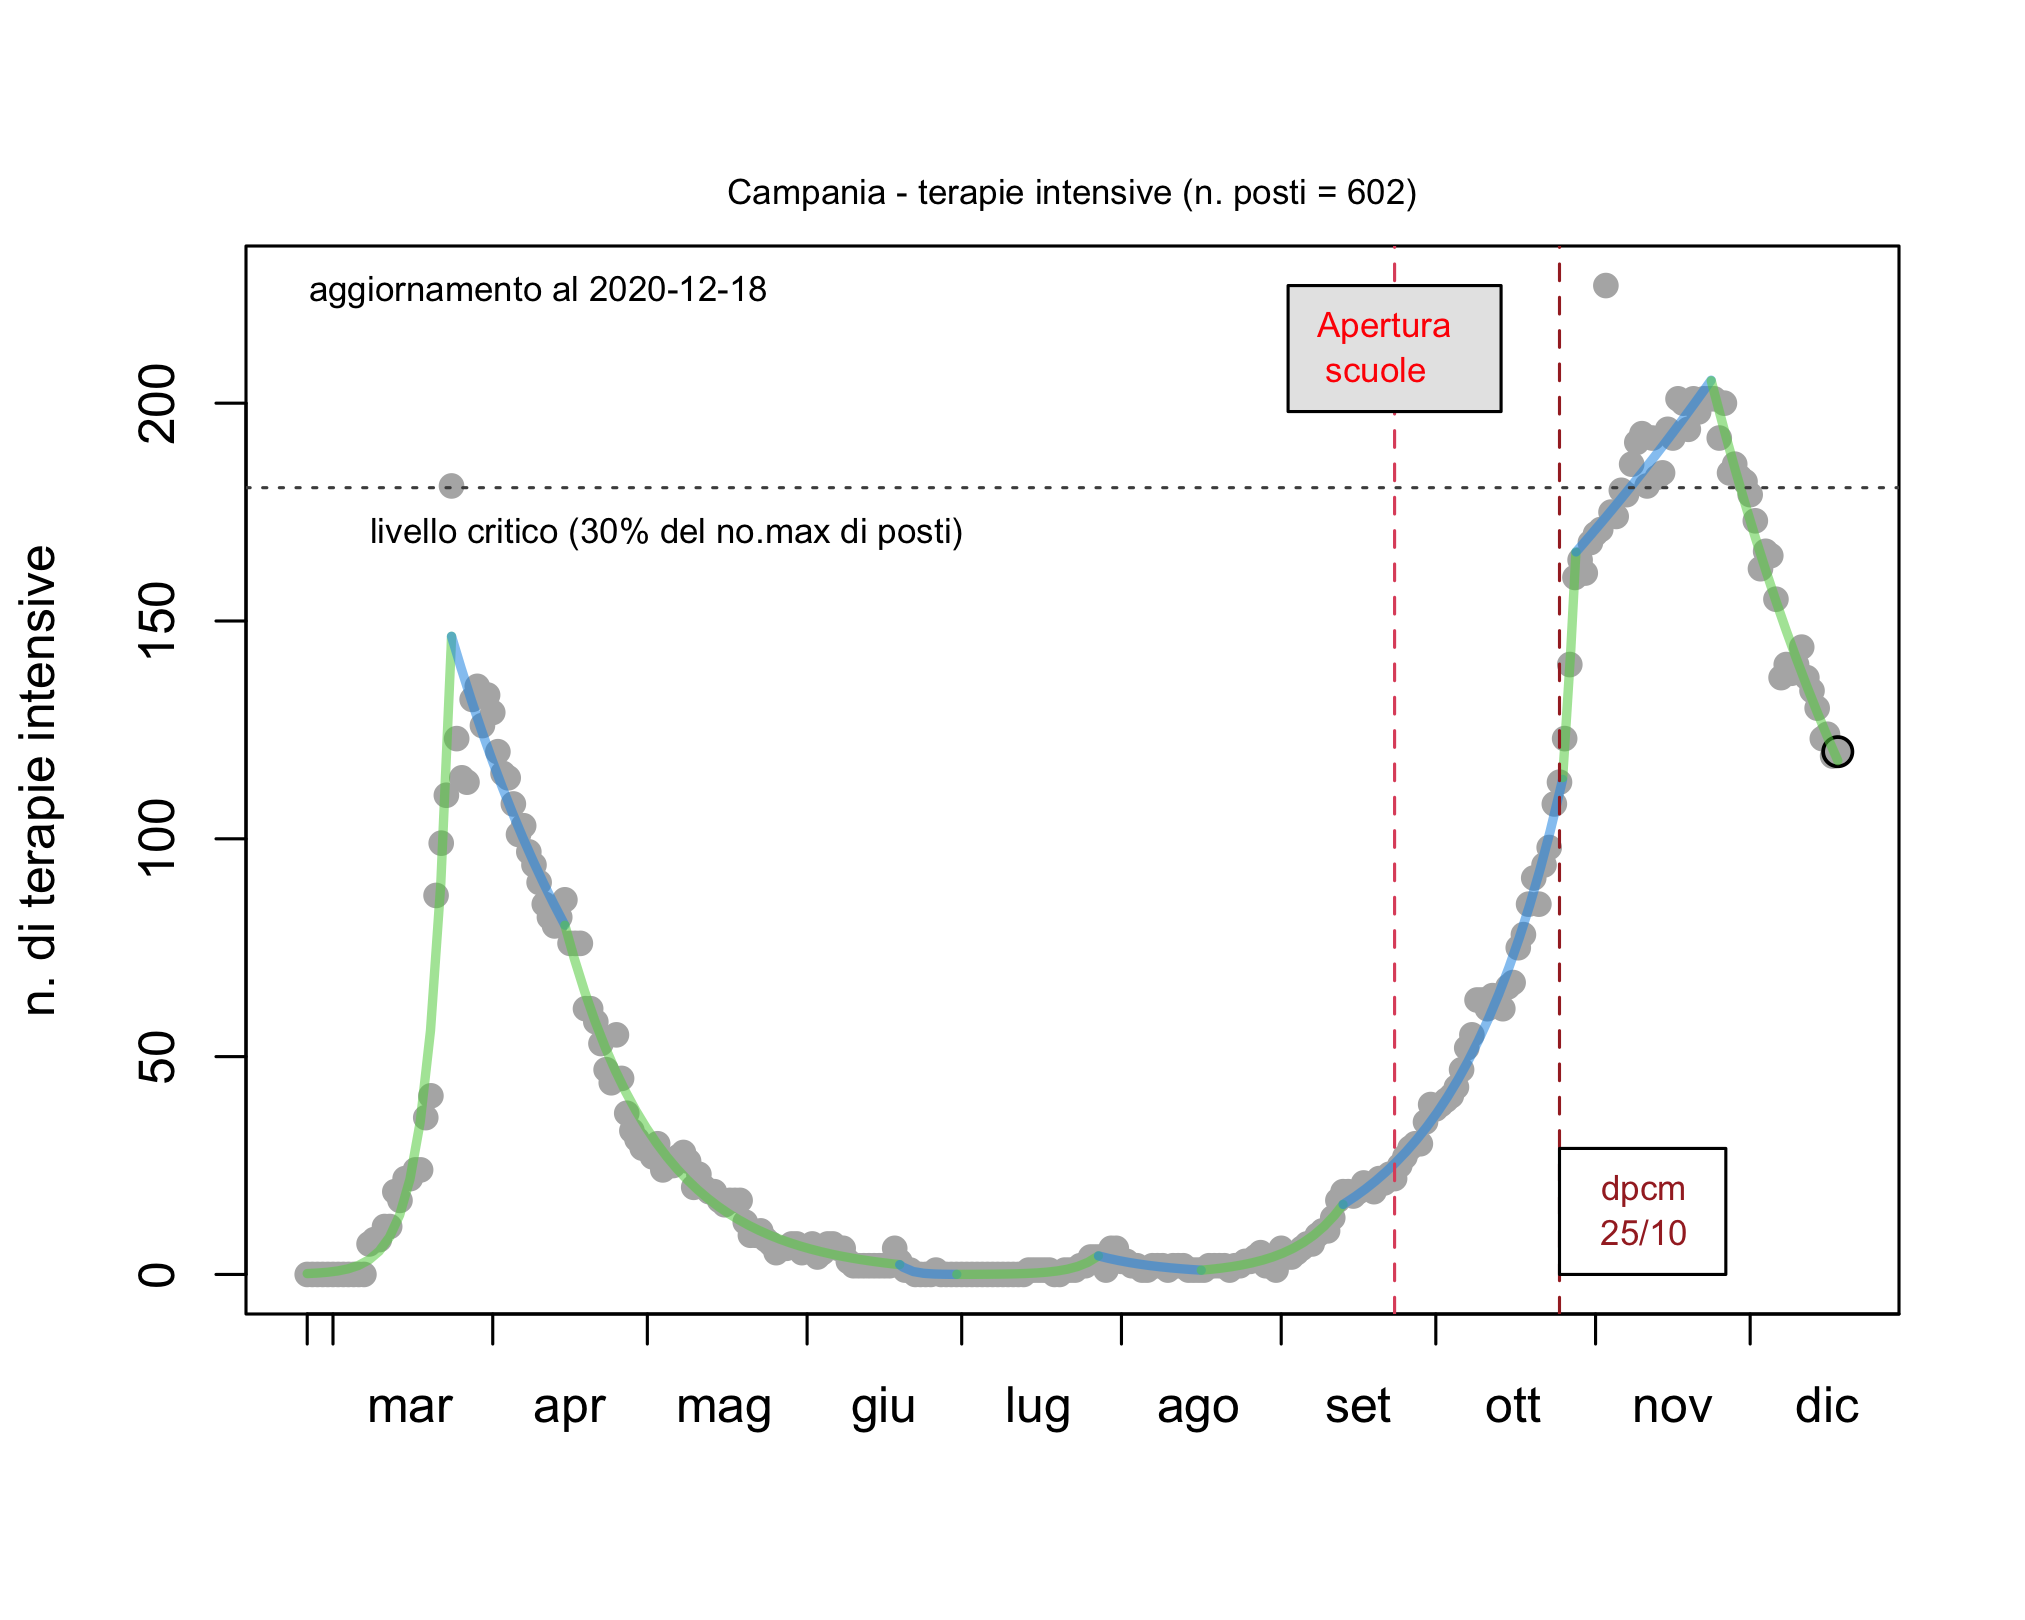 Campania - terapie intensive (n. posti = 602)
aggiornamento al 2020-12-18
Apertura
scuole
livello critico (30% del no.max di posti)
dpcm
25/10
n. di terapie intensive
200
150
100
50
0
mar apr mag giu lug ago set ott nov dic